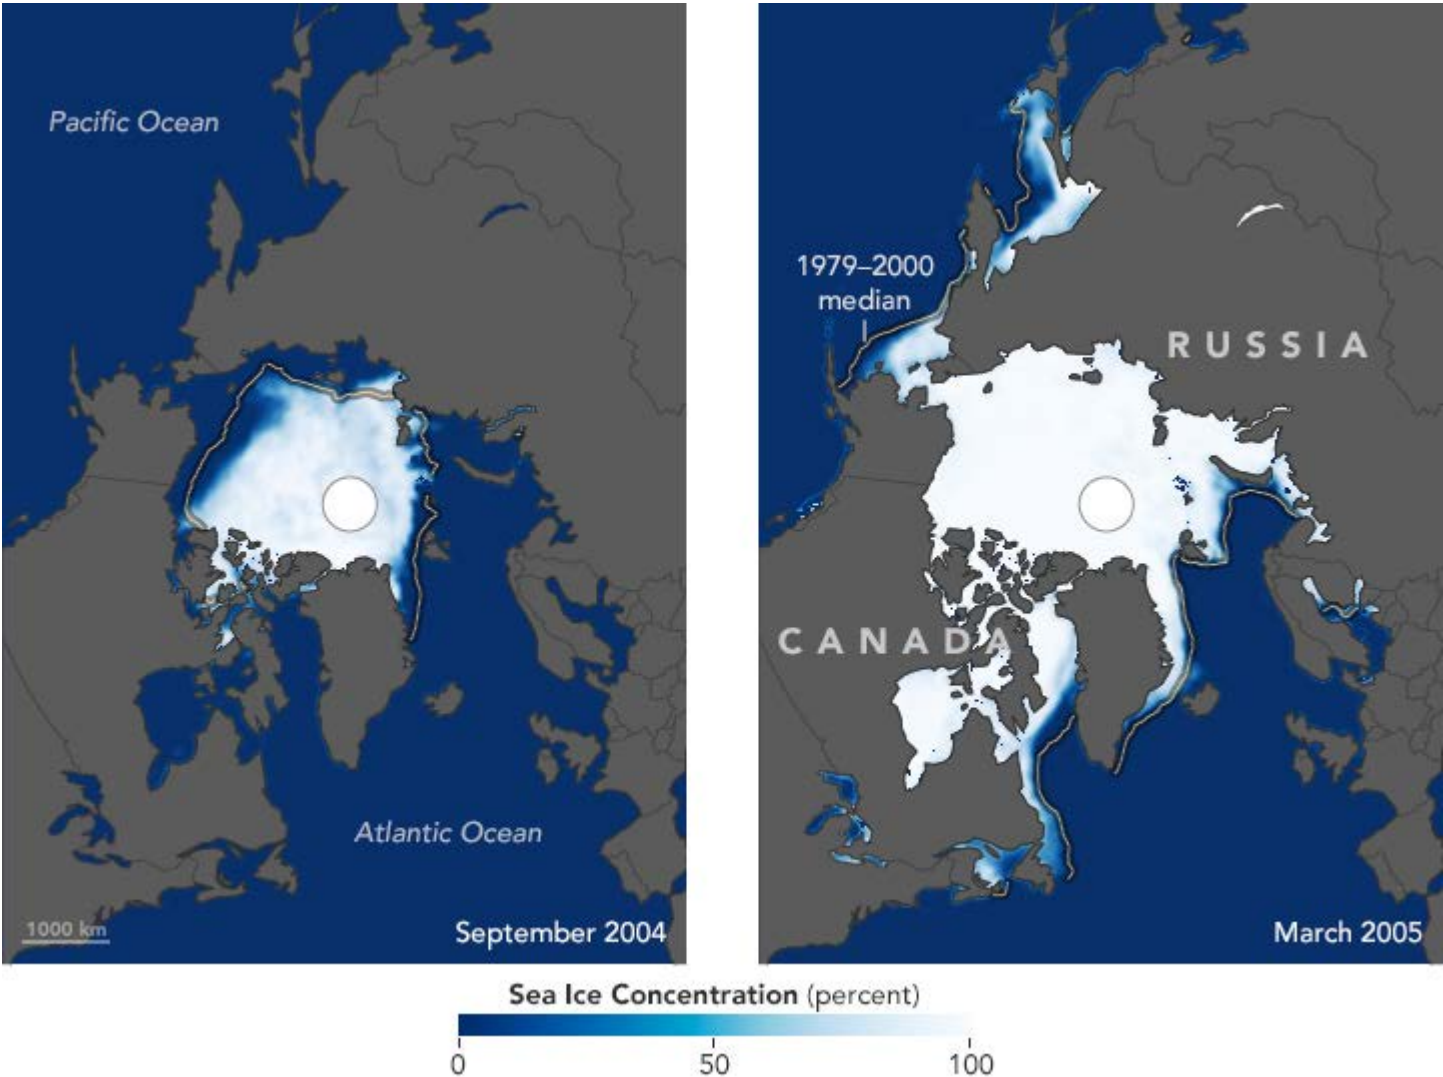 Pacific Ocean
Atlantic Ocean
1000 km
September 2004
1979–2000
median
RUSSIA
CANADA
March 2005
Sea Ice Concentration (percent)
0
50
100